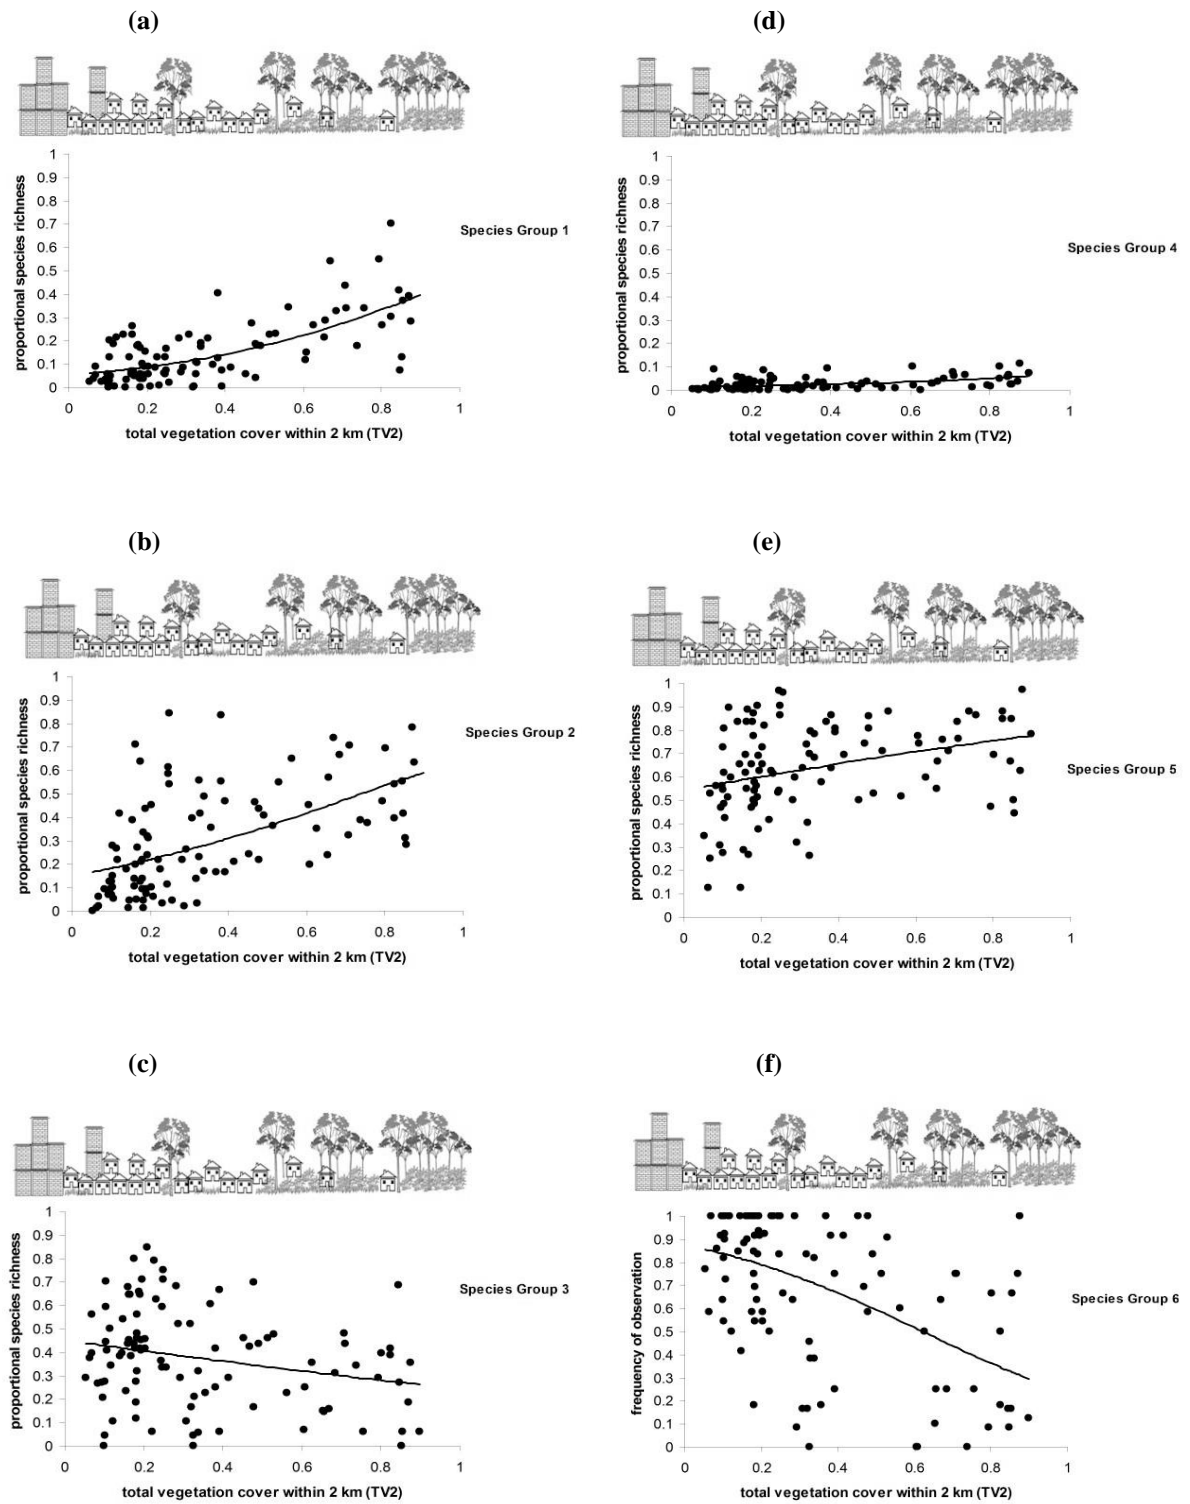 (a)
proportional species richness
1
0.9
0.8
0.7
0.6
0.5
0.4
0.3
0.2
0.1
0
0 0.2 0.4 0.6 0.8 1
total vegetation cover within 2 km (TV2)
Species Group 1
(b)
proportional species richness
1
0.9
0.8
0.7
0.6
0.5
0.4
0.3
0.2
0.1
0
0 0.2 0.4 0.6 0.8 1
total vegetation cover within 2 km (TV2)
Species Group 2
(c)
proportional species richness
1
0.9
0.8
0.7
0.6
0.5
0.4
0.3
0.2
0.1
0
0 0.2 0.4 0.6 0.8 1
total vegetation cover within 2 km (TV2)
Species Group 3
(d)
proportional species richness
1
0.9
0.8
0.7
0.6
0.5
0.4
0.3
0.2
0.1
0
0 0.2 0.4 0.6 0.8 1
total vegetation cover within 2 km (TV2)
Species Group 4
(e)
proportional species richness
1
0.9
0.8
0.7
0.6
0.5
0.4
0.3
0.2
0.1
0
0 0.2 0.4 0.6 0.8 1
total vegetation cover within 2 km (TV2)
Species Group 5
(f)
frequency of observation
1
0.9
0.8
0.7
0.6
0.5
0.4
0.3
0.2
0.1
0
0 0.2 0.4 0.6 0.8 1
total vegetation cover within 2 km (TV2)
Species Group 6